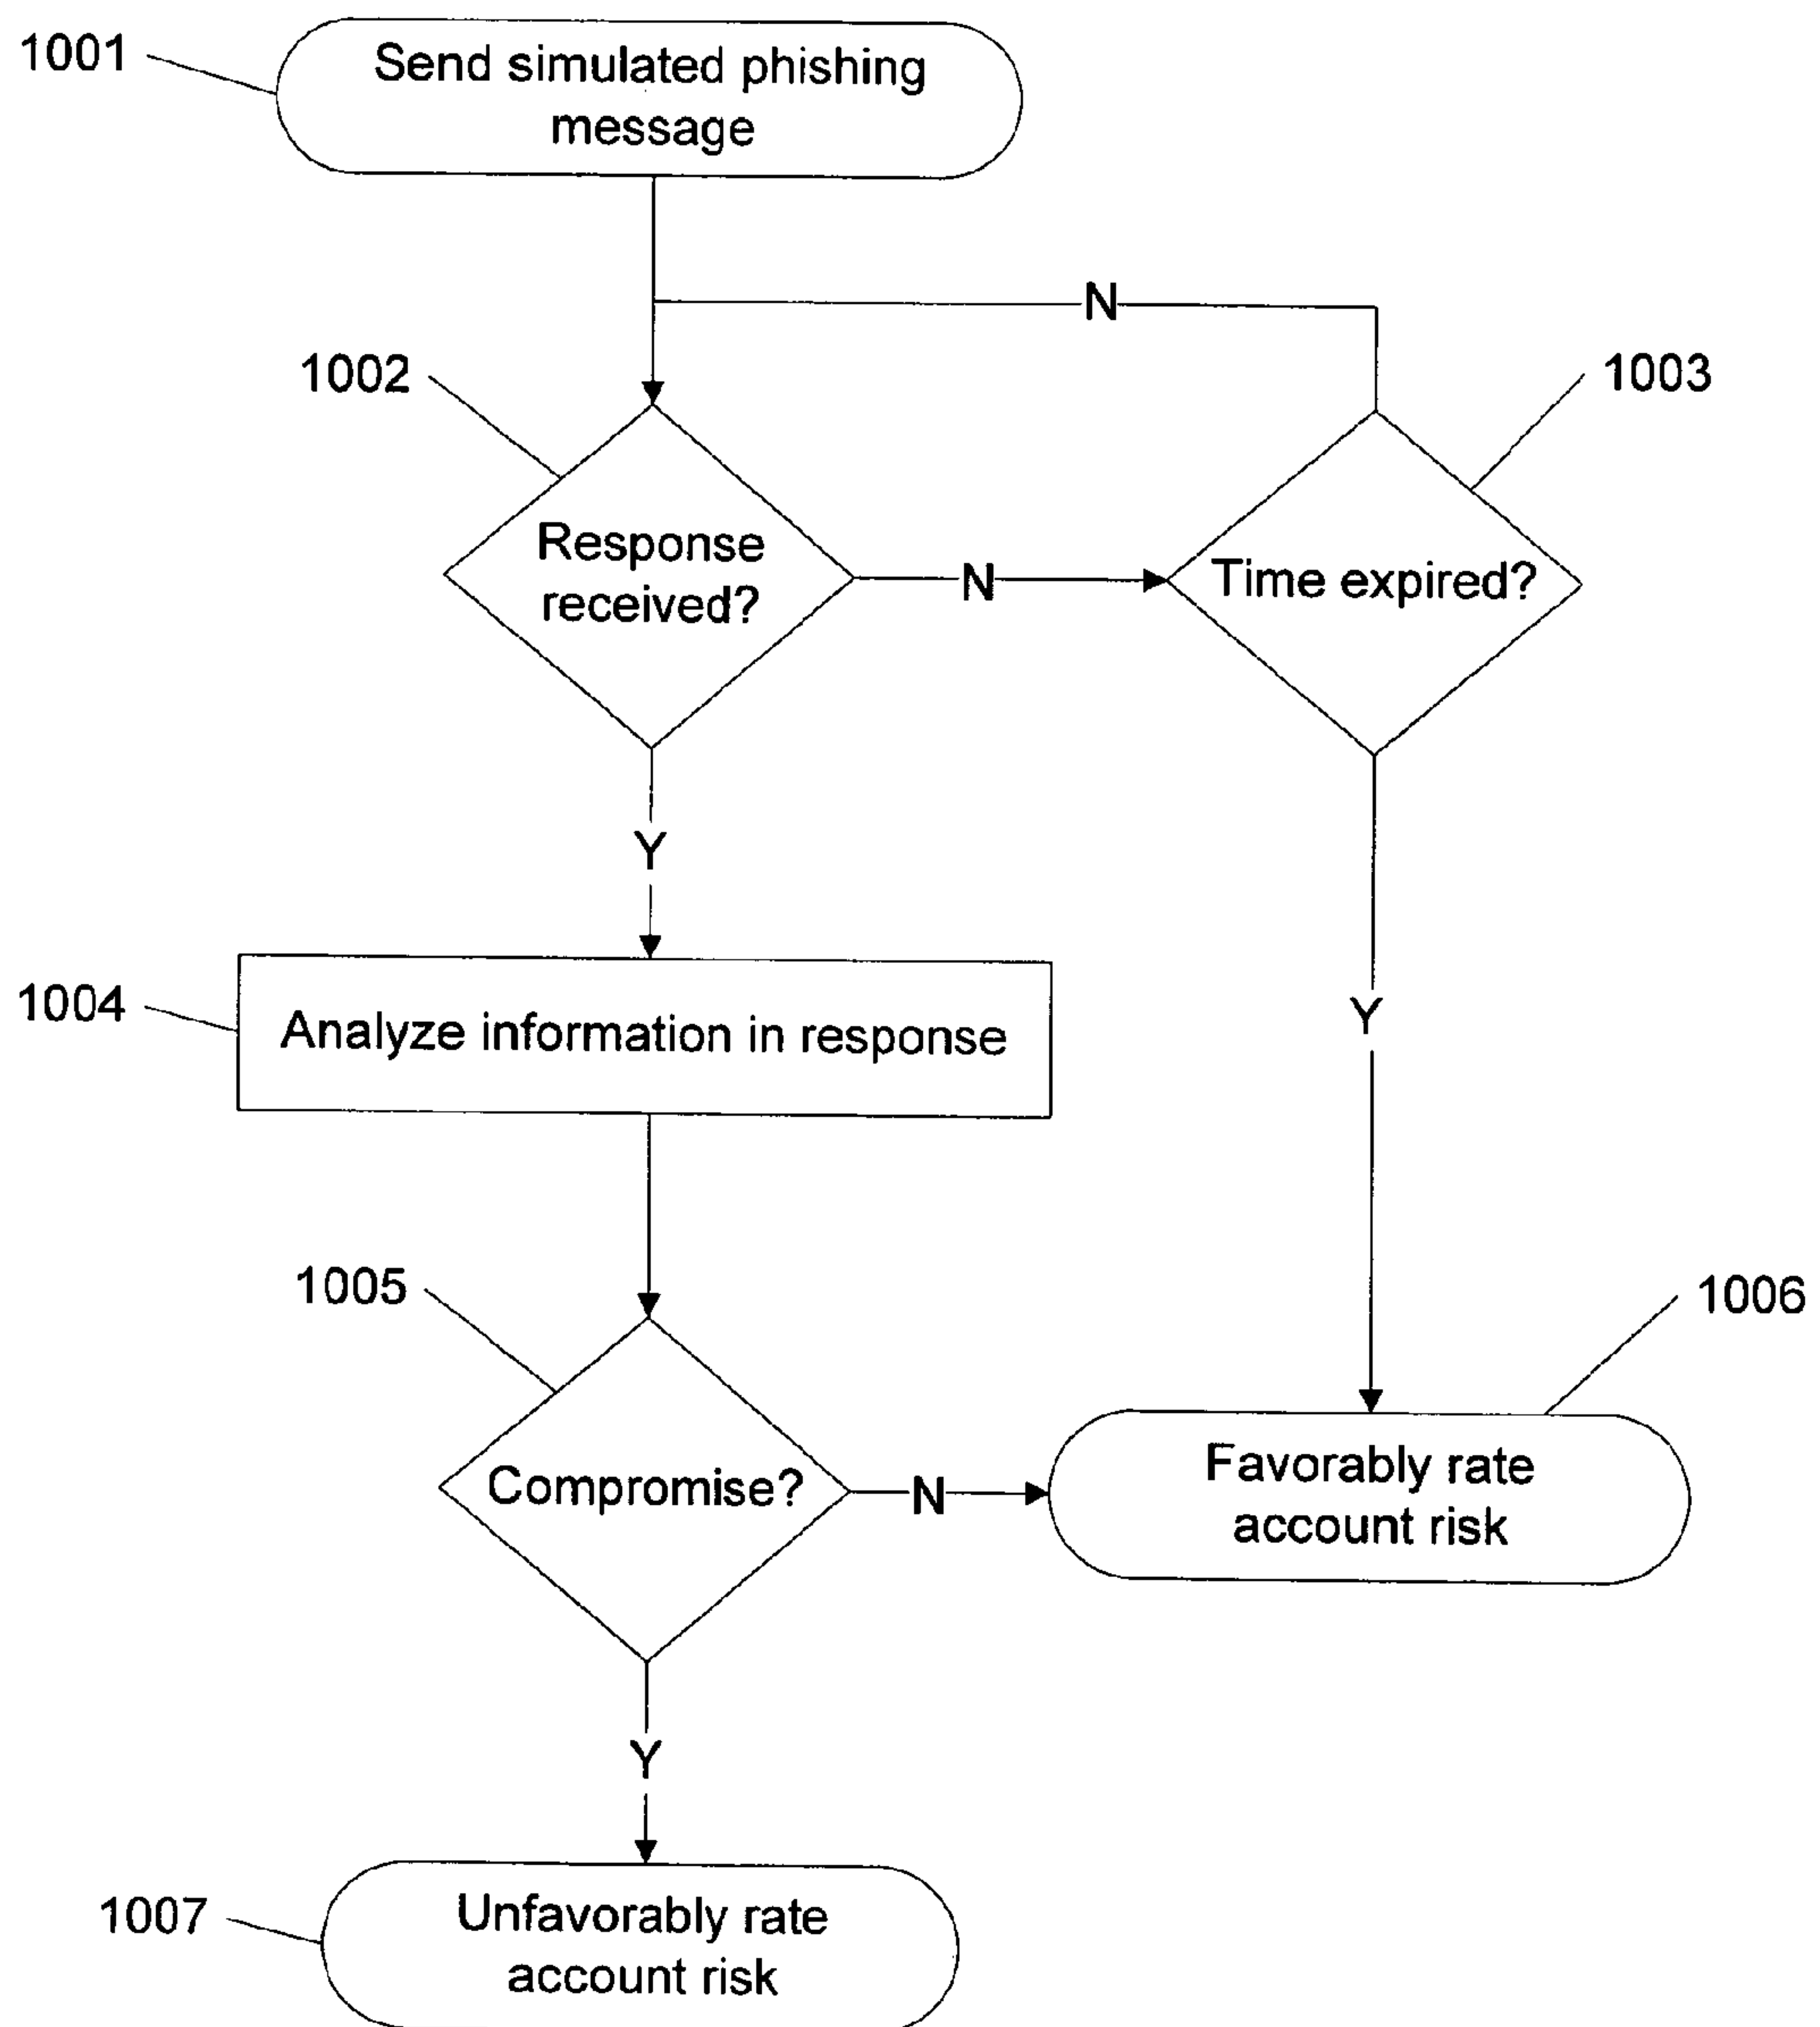 1001
Send simulated phishing
message
N
1002
1003
Response
received?
N
Time expired?
Y
1004
Analyze information in response
Y
1005
1006
Compromise?
N
Favorably rate
account risk
Y
1007
Unfavorably rate
account risk